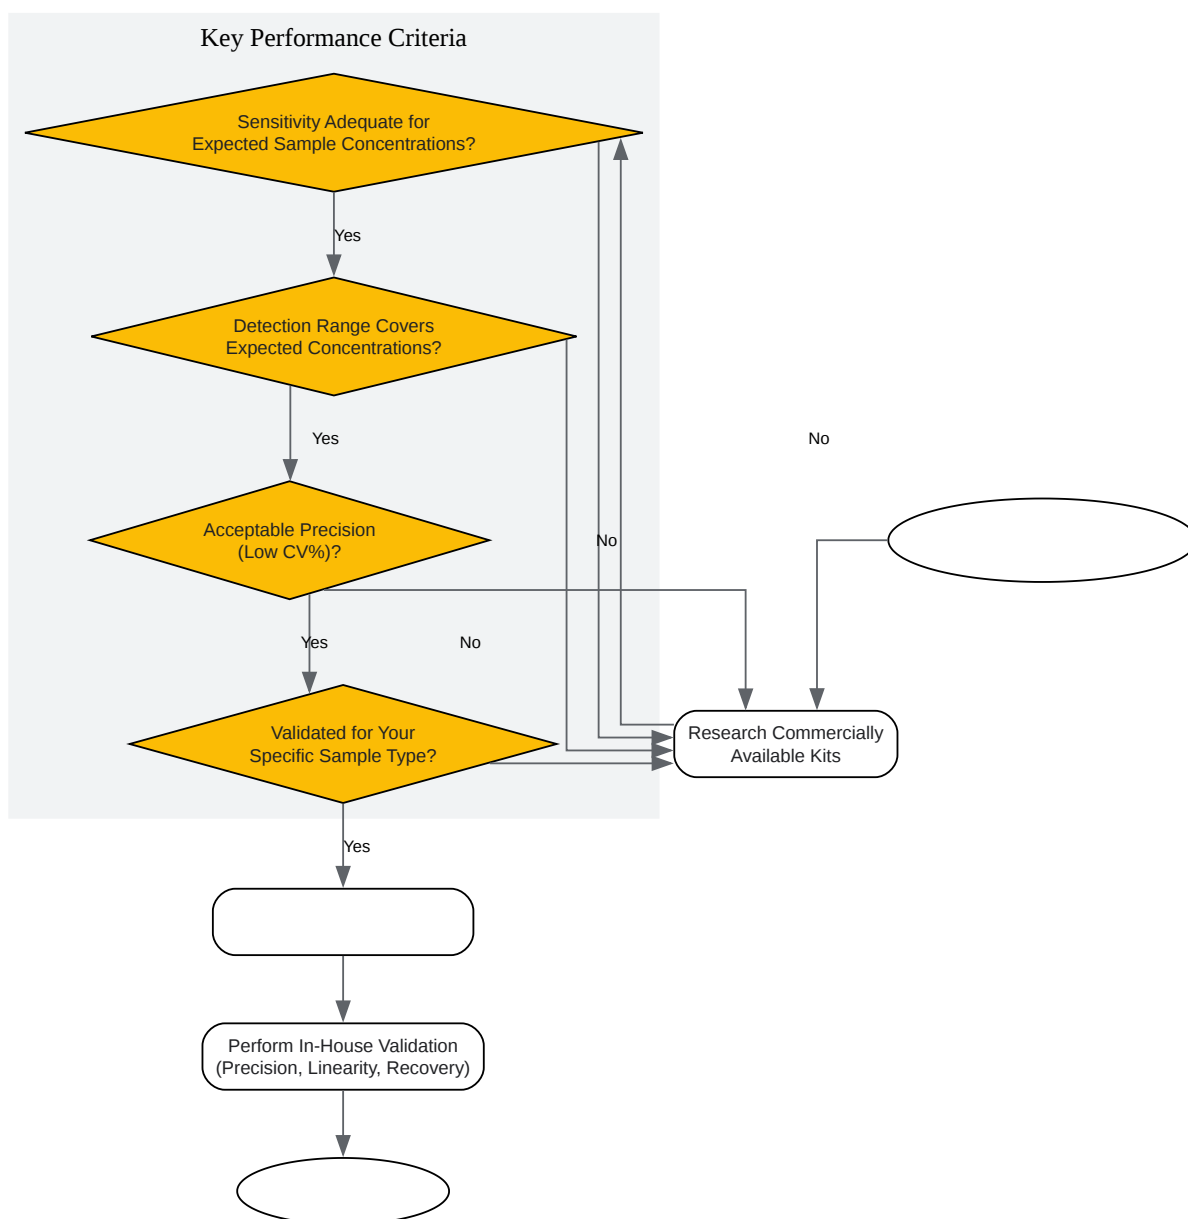 Key Performance Criteria
Sensitivity Adequate for
Expected Sample Concentrations?
Yes
Detection Range Covers
Expected Concentrations?
Yes
No
Acceptable Precision
(Low CV%)?
No
Yes
No
Validated for Your
Specific Sample Type?
Research Commercially
Available Kits
Yes
Perform In-House Validation
(Precision, Linearity, Recovery)